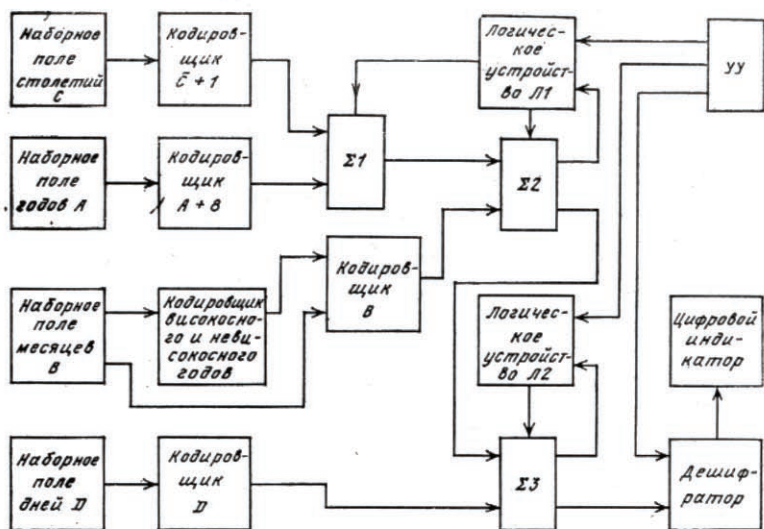 Наборное
поле
столетий
C
Кодиров-
щик
C̄ + 1
Логичес-
кое
устройст-
во Л1
УУ
Наборное
поле
годов A
Кодиров-
щик
A + B
Σ1
Σ2
Наборное
поле
месяцев
B
Кодировщик
високосно-
го и неви-
сокосного
годов
Кодиров-
щик
B
Логичес-
кое
устройст-
во Л2
Цифровой
инди-
катор
Наборное
поле
дней D
Кодиров-
щик
D
Σ3
Дешиф-
ратор